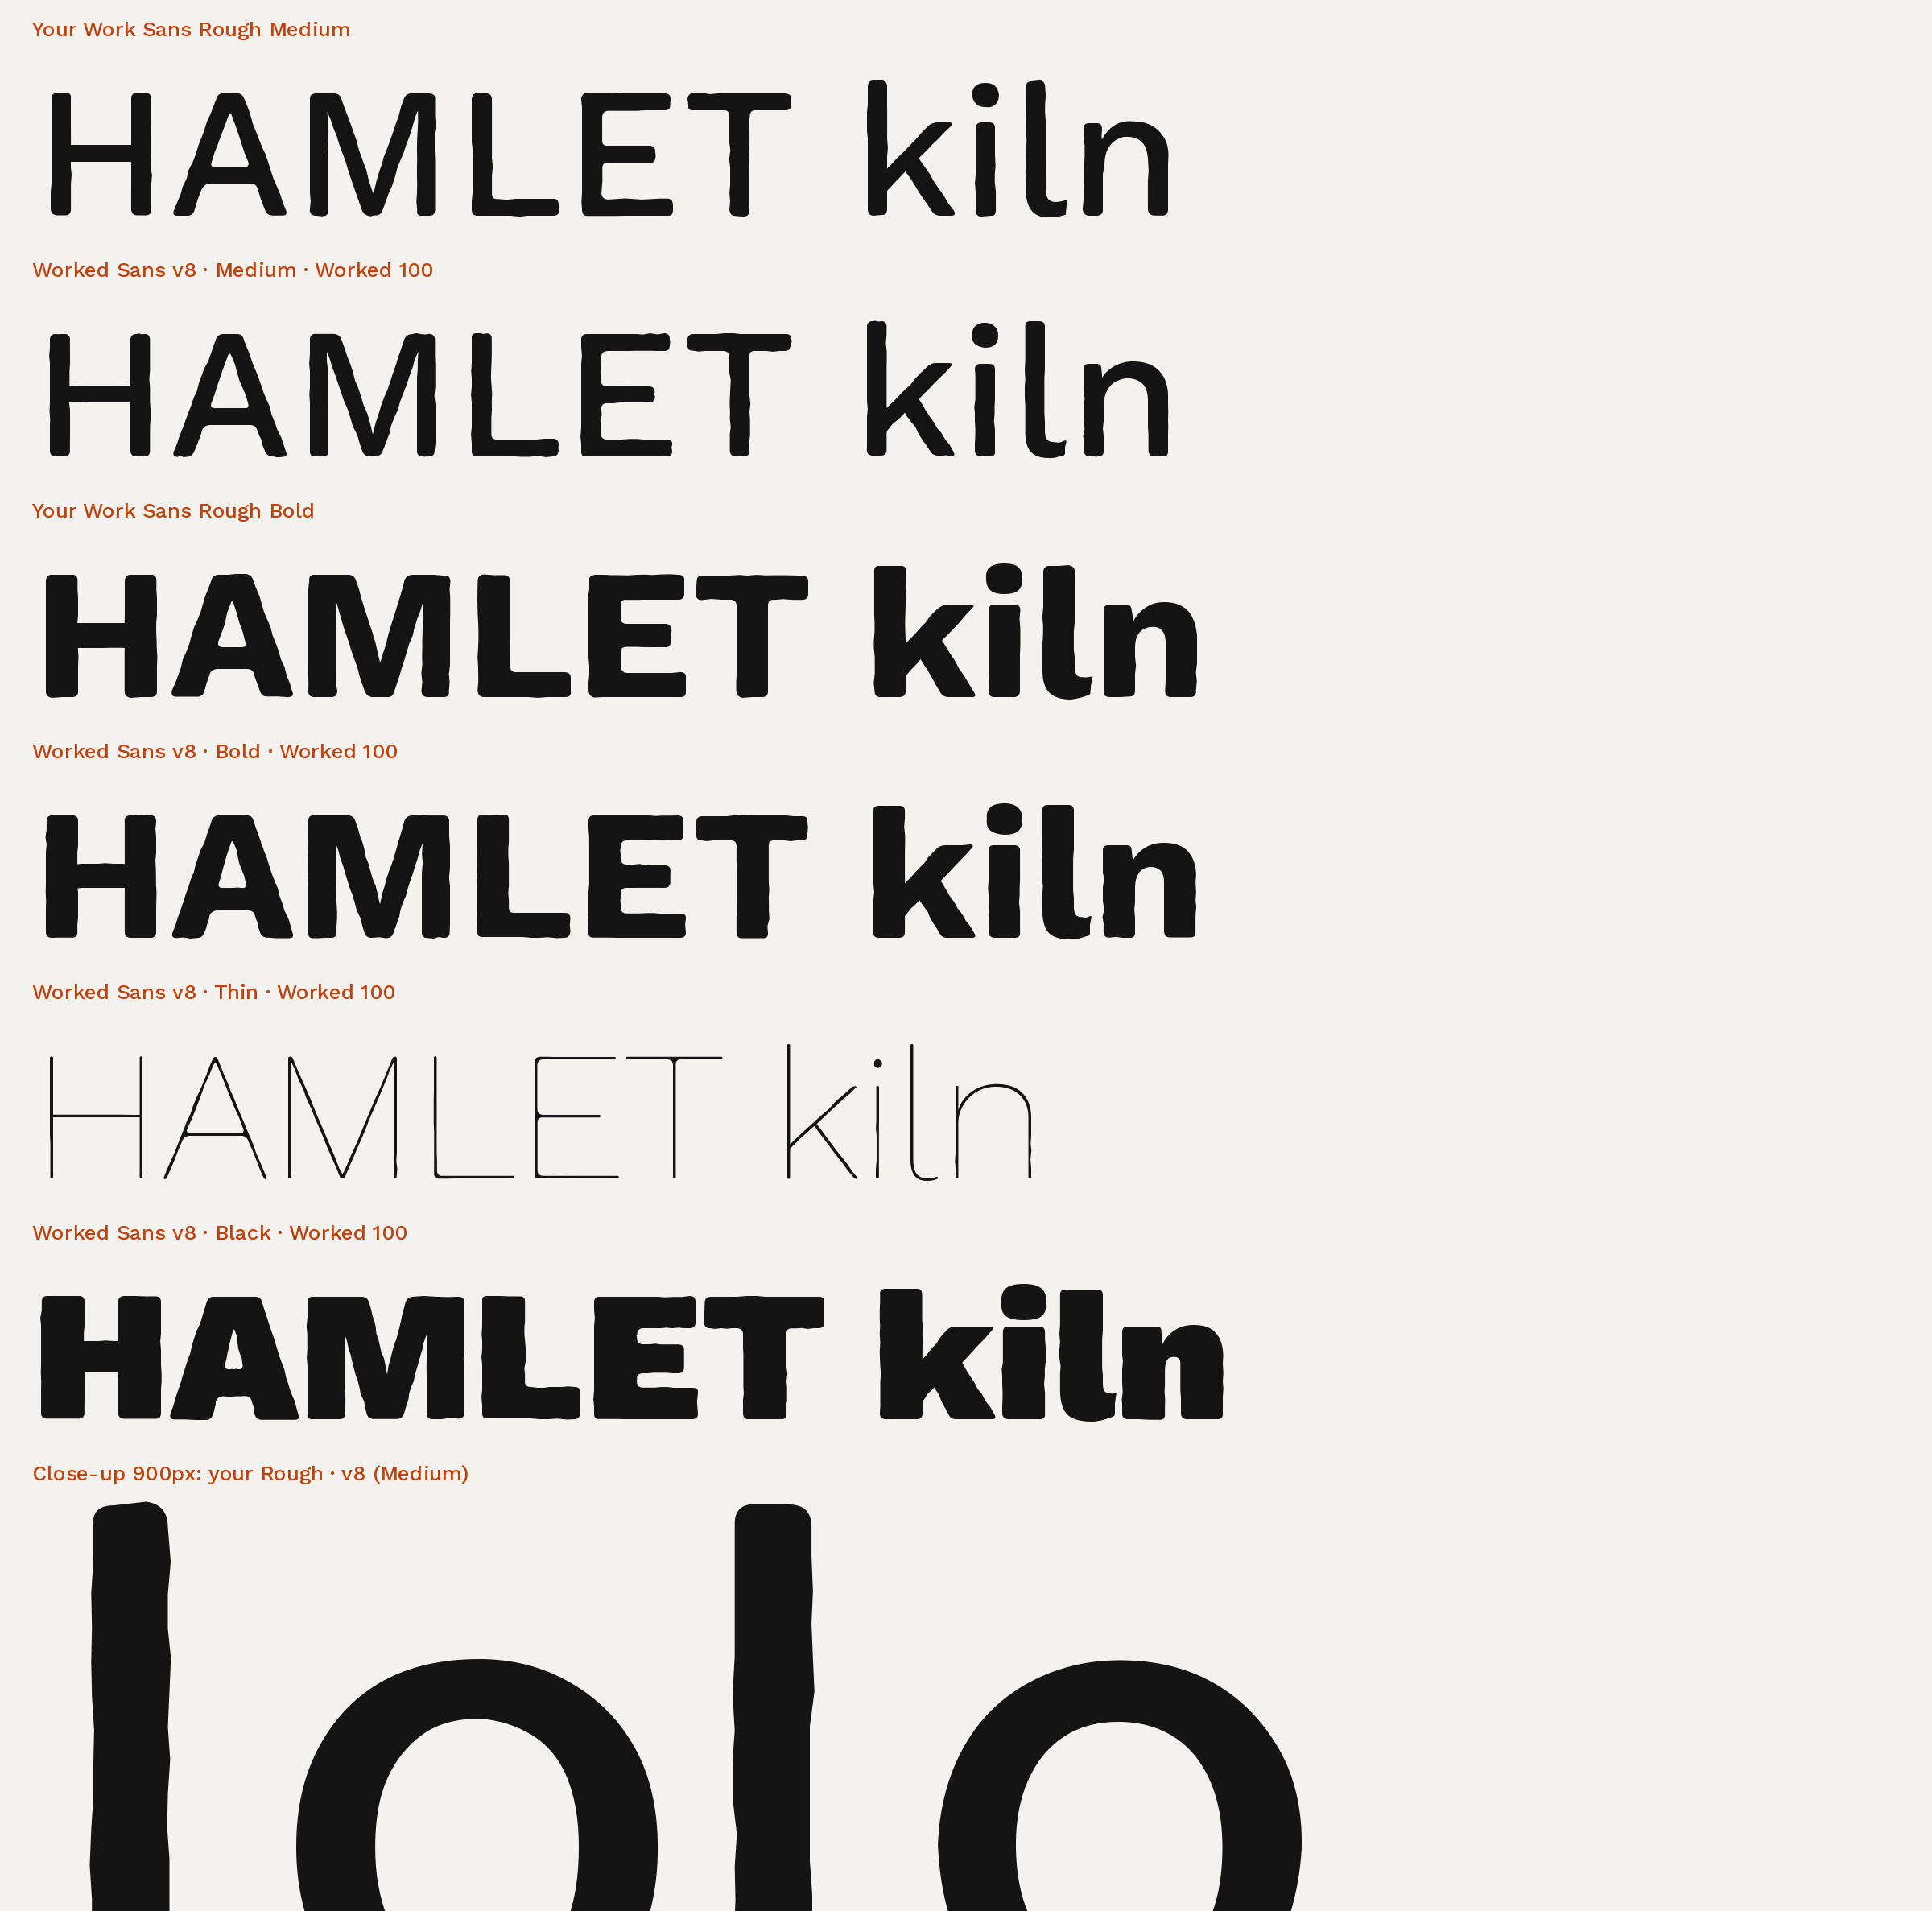 Your Work Sans Rough Medium
HAMLET kiln
Worked Sans v8 · Medium · Worked 100
HAMLET kiln
Your Work Sans Rough Bold
HAMLET kiln
Worked Sans v8 · Bold · Worked 100
HAMLET kiln
Worked Sans v8 · Thin · Worked 100
HAMLET kiln
Worked Sans v8 · Black · Worked 100
HAMLET kiln
Close-up 900px: your Rough · v8 (Medium)
lolo